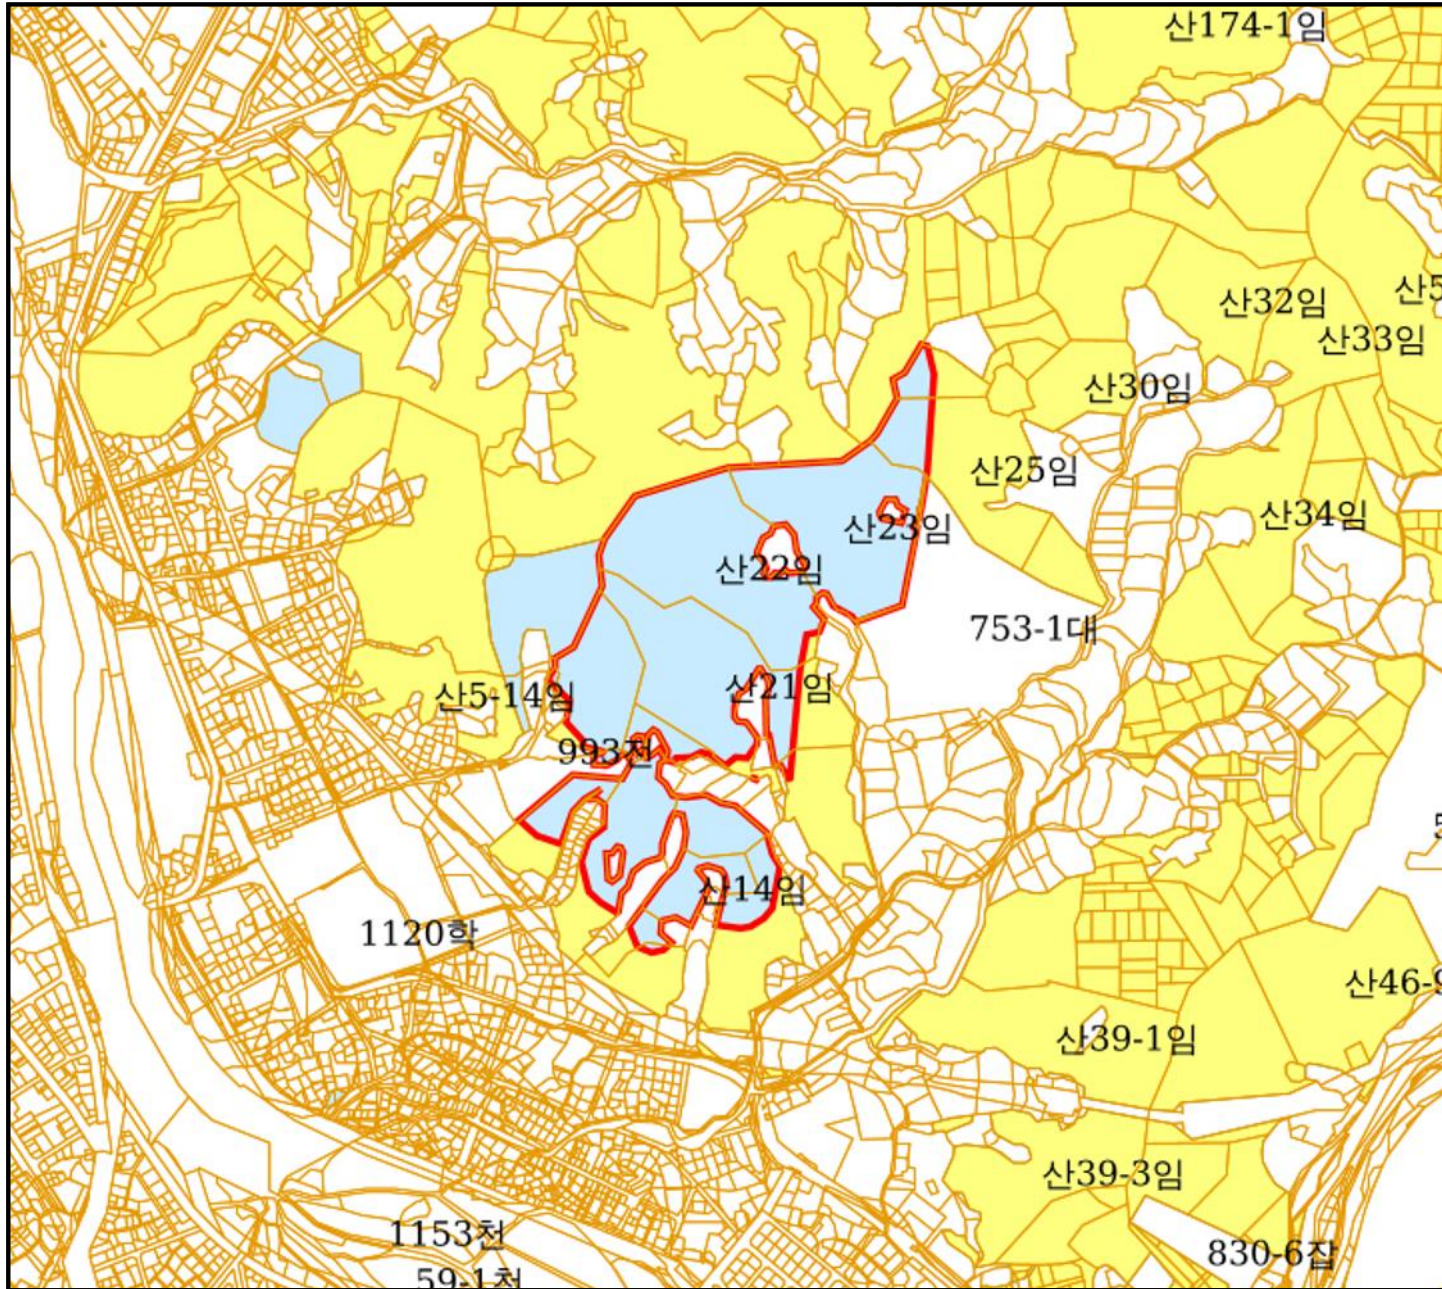 산174-1임
산5
산32임
산33임
산30임
산25임
산34임
산23임
산22임
753-1대
산21임
산5-14임
993전
산14임
1120학
산46-9
산39-1임
산39-3임
1153천
830-6잡
59-1천